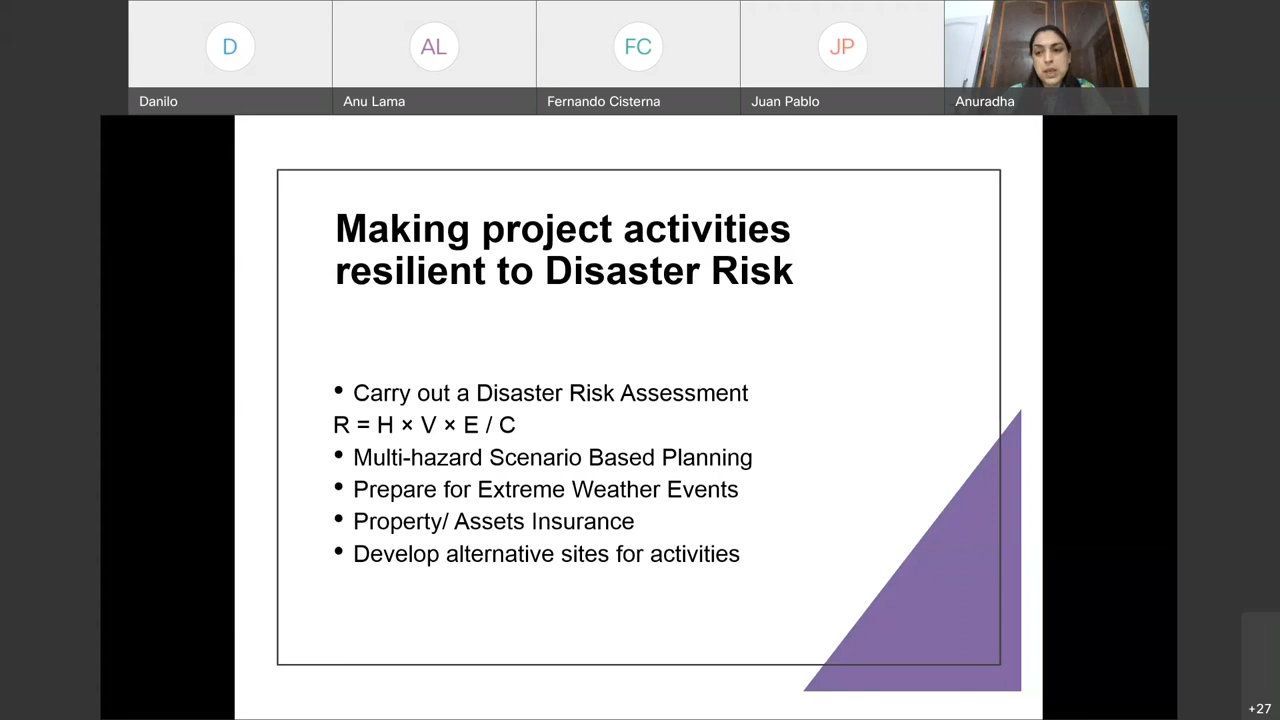 D
AL
FC
JP
Danilo
Anu Lama
Fernando Cisterna
Juan Pablo
Anuradha
Making project activities
resilient to Disaster Risk
• Carry out a Disaster Risk Assessment
R = H × V × E / C
• Multi-hazard Scenario Based Planning
• Prepare for Extreme Weather Events
• Property/ Assets Insurance
• Develop alternative sites for activities
+27